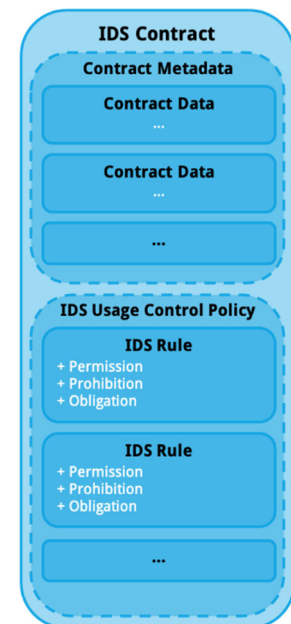 IDS Contract
Contract Metadata
Contract Data
...
Contract Data
...
...
IDS Usage Control Policy
IDS Rule
+ Permission
+ Prohibition
+ Obligation
IDS Rule
+ Permission
+ Prohibition
+ Obligation
...